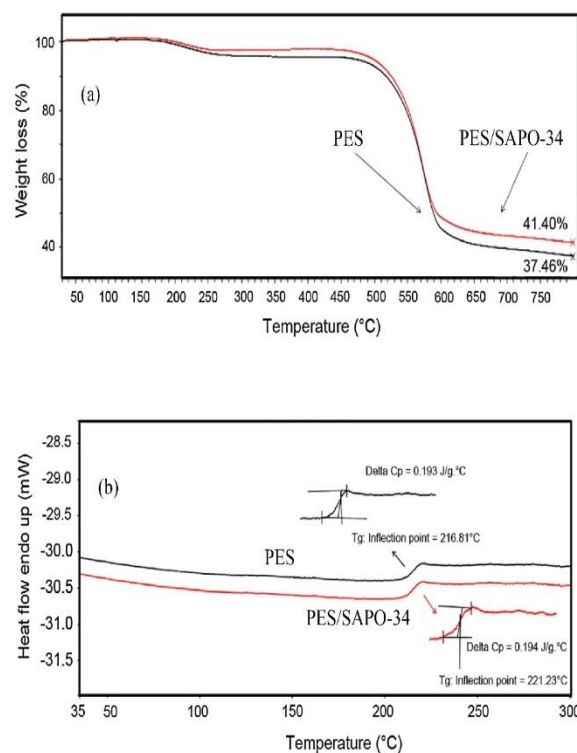 100
80
60
40
Weight loss (%)
(a)
PES
PES/SAPO-34
41.40%
37.46%
50 100 150 200 250 300 350 400 450 500 550 600 650 700 750
Temperature (°C)
-28.5
-29.0
-29.5
-30.0
-30.5
-31.0
-31.5
Heat flow endo up (mW)
(b)
Delta Cp = 0.193 J/g.°C
Tg: Inflection point = 216.81°C
PES
PES/SAPO-34
Delta Cp = 0.194 J/g.°C
Tg: Inflection point = 221.23°C
35 50 100 150 200 250 300
Temperature (°C)